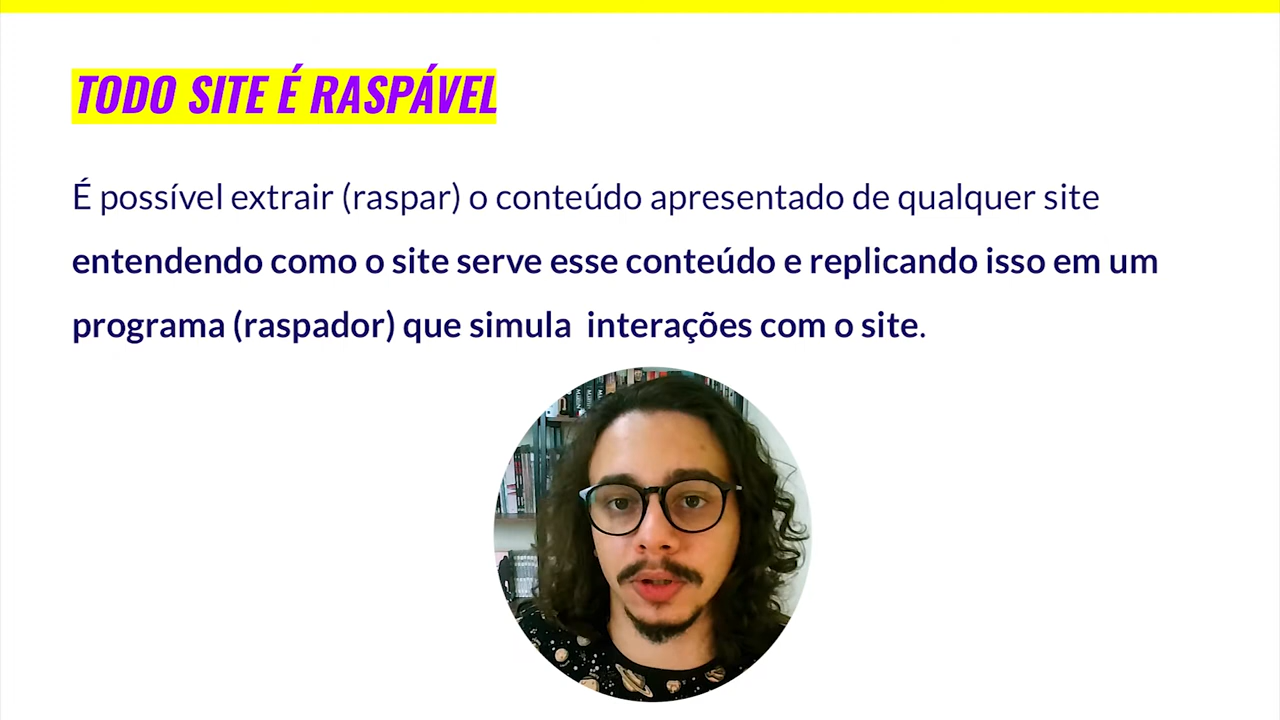 TODO SITE É RASPÁVEL
É possível extrair (raspar) o conteúdo apresentado de qualquer site
entendendo como o site serve esse conteúdo e replicando isso em um
programa (raspador) que simula interações com o site.